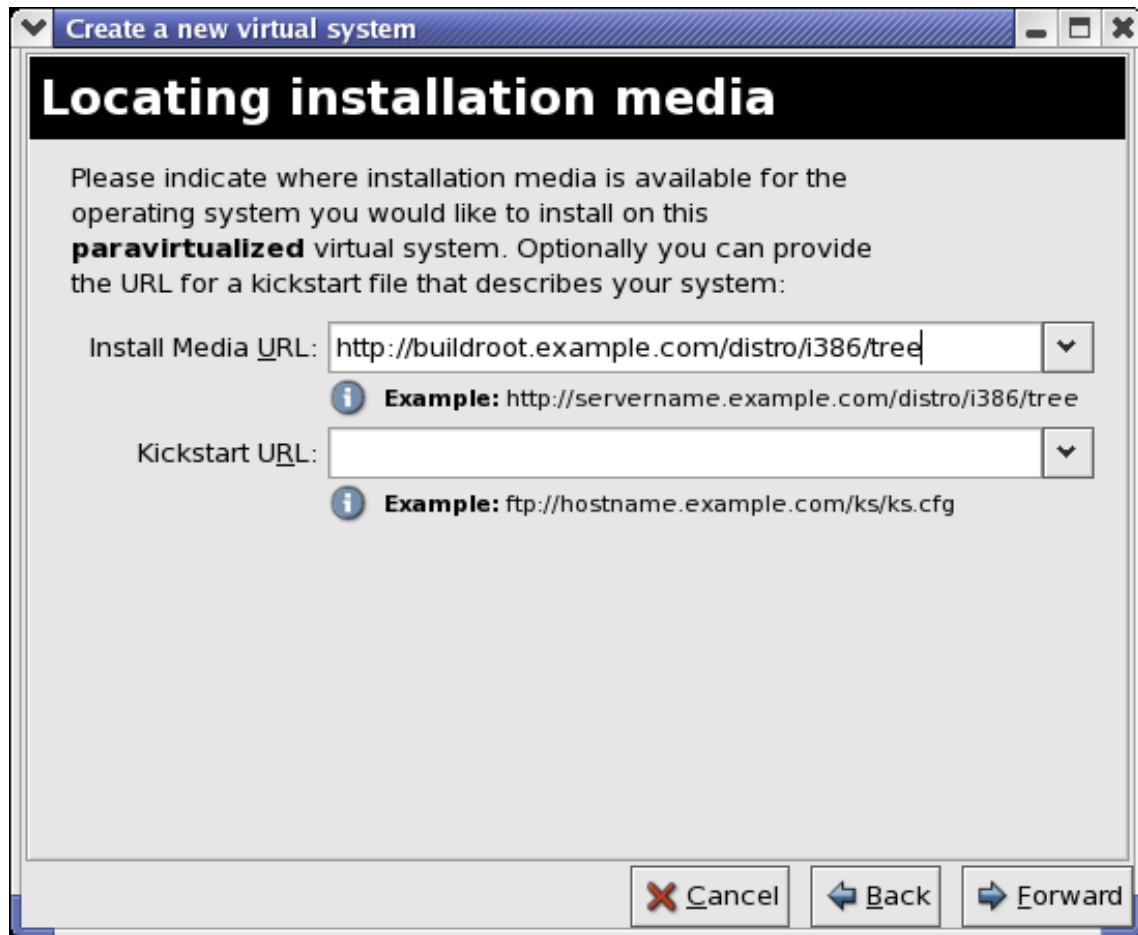 Create a new virtual system
Locating installation media
Please indicate where installation media is available for the
operating system you would like to install on this
paravirtualized virtual system. Optionally you can provide
the URL for a kickstart file that describes your system:
Install Media URL: http://buildroot.example.com/distro/i386/tree
Example: http://servername.example.com/distro/i386/tree
Kickstart URL:
Example: ftp://hostname.example.com/ks/ks.cfg
Cancel Back Forward